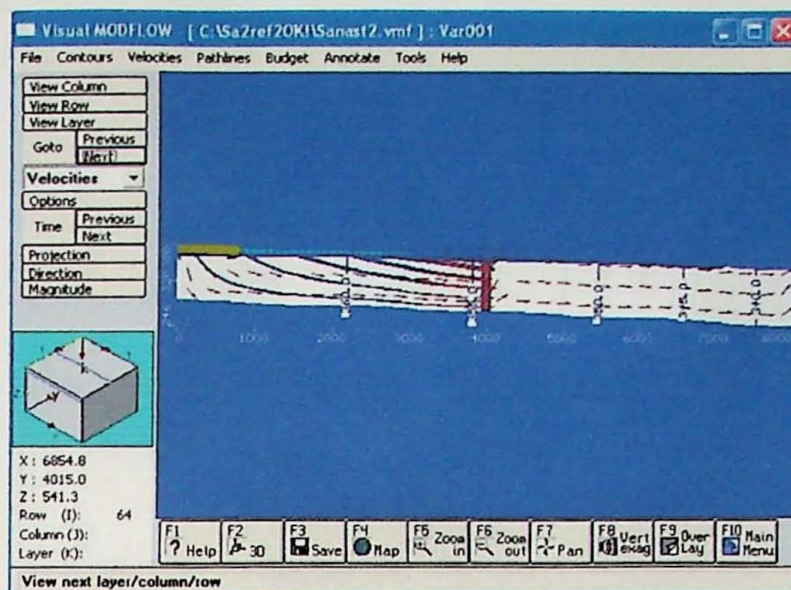 Visual MODFLOW - [ C:\Sa2ref20KI\Sanast2.vmf ] : Var001
File Contours Velocities Pathlines Budget Annotate Tools Help
View Column
View Row
View Layer
Goto
Previous
(Next)
Velocities
Options
Time
Previous
Next
Projection
Direction
Magnitude
0 1000 2000 3000 4000 5000 6000 7000 8000
X : 6854.8
Y : 4015.0
Z : 541.3
Row (I): 64
Column (J):
Layer (K):
F1 ? Help
F2 3D
F3 Save
F4 Map
F5 Zoom in
F6 Zoom out
F7 Pan
F8 Vert exag
F9 Over Lay
F10 Main Menu
View next layer/column/row